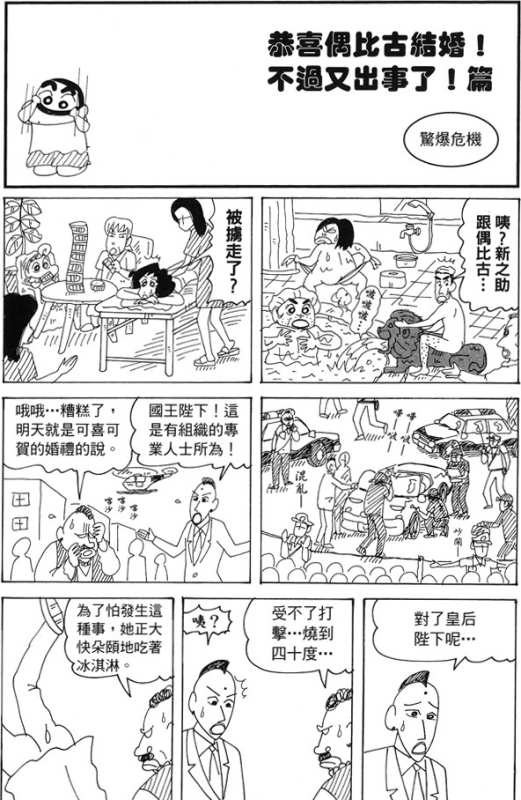 恭喜偶比古結婚！
不過又出事了！篇
驚爆危機
咦？新之助
跟偶比古…
噗噗噗…
被擄走了？
嗶—
嗶—
混亂—
吵鬧—
國王陛下！這
是有組織的專
業人士所為！
哦哦…糟糕了，
明天就是可喜可
賀的婚禮的說。
啪沙
啪沙
啪沙
對了皇后
陛下呢…
受不了打
擊…燒到
四十度…
咦？
為了怕發生這
種事，她正大
快朵頤地吃著
冰淇淋。